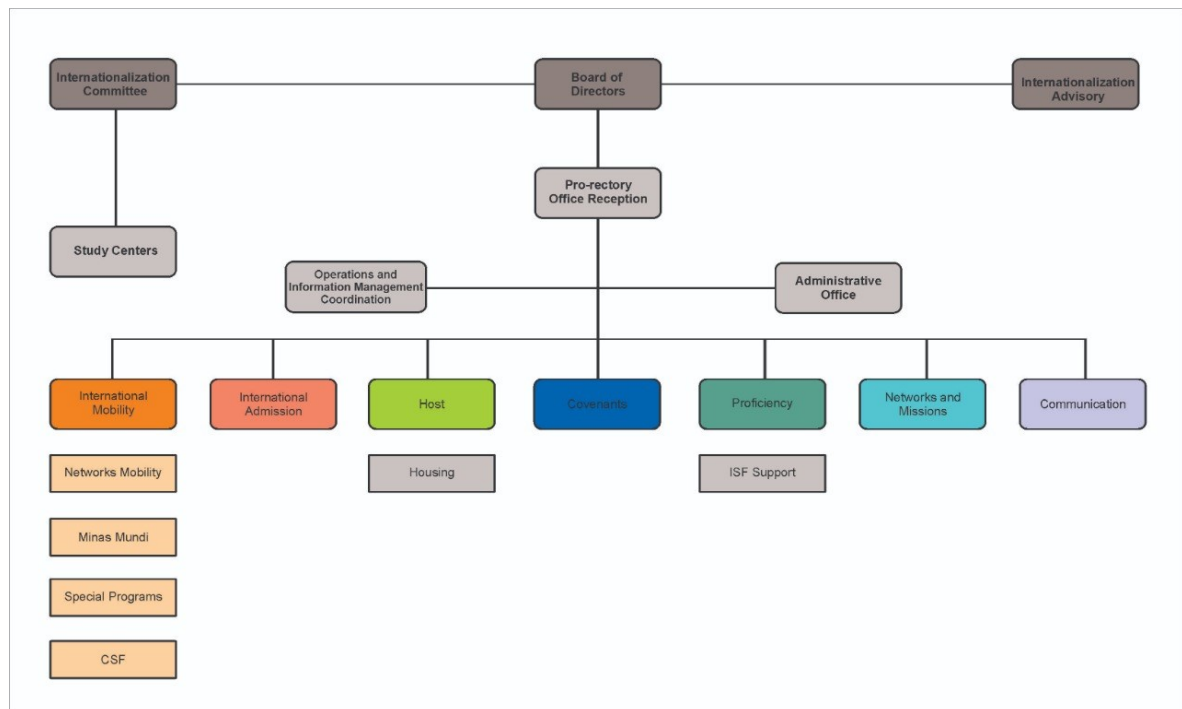 Internationalization
Committee
Board of
Directors
Internationalization
Advisory
Pro-rectory
Office Reception
Study Centers
Operations and
Information Management
Coordination
Administrative
Office
International
Mobility
International
Admission
Host
Covenants
Proficiency
Networks and
Missions
Communication
Networks Mobility
Housing
ISF Support
Minas Mundi
Special Programs
CSF